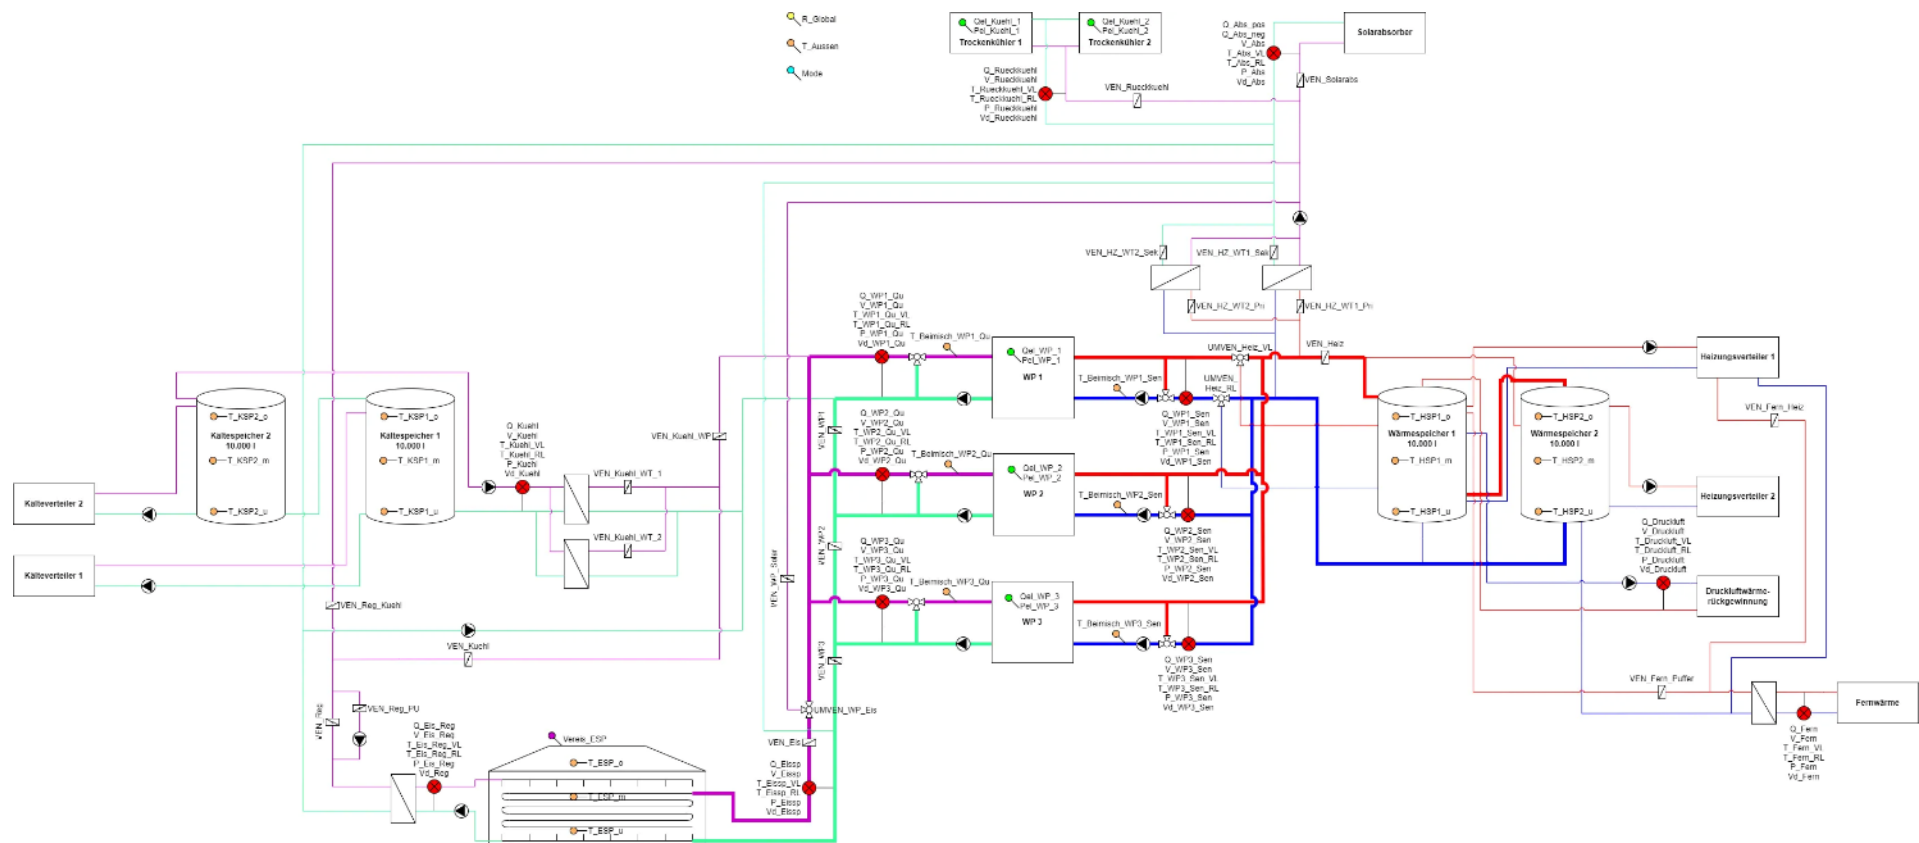 R_Global
T_Aussen
Mode
Qel_Kuehl_1
Pel_Kuehl_1
Trockenkühler 1
Qel_Kuehl_2
Pel_Kuehl_2
Trockenkühler 2
Q_Rueckkuehl
V_Rueckkuehl
T_Rueckkuehl_VL
T_Rueckkuehl_RL
P_Rueckkuehl
Vd_Rueckkuehl
VEN_Rueckkuehl
Q_Abs_pos
Q_Abs_neg
V_Abs
T_Abs_VL
T_Abs_RL
P_Abs
Vd_Abs
Solarabsorber
VEN_Solarabs
VEN_HZ_WT2_Sek
VEN_HZ_WT1_Sek
VEN_HZ_WT2_Pri
VEN_HZ_WT1_Pri
Q_WP1_Qu
V_WP1_Qu
T_WP1_Qu_VL
T_WP1_Qu_RL
P_WP1_Qu
Vd_WP1_Qu
T_Beimisch_WP1_Qu
Qel_WP_1
Pel_WP_1
WP 1
T_Beimisch_WP1_Sen
UMVEN_Heiz_VL
UMVEN_
Heiz_RL
VEN_Heiz
Q_WP1_Sen
V_WP1_Sen
T_WP1_Sen_VL
T_WP1_Sen_RL
P_WP1_Sen
Vd_WP1_Sen
VEN_WP1
Q_WP2_Qu
V_WP2_Qu
T_WP2_Qu_VL
T_WP2_Qu_RL
P_WP2_Qu
Vd_WP2_Qu
T_Beimisch_WP2_Qu
Qel_WP_2
Pel_WP_2
WP 2
T_Beimisch_WP2_Sen
Q_WP2_Sen
V_WP2_Sen
T_WP2_Sen_VL
T_WP2_Sen_RL
P_WP2_Sen
Vd_WP2_Sen
VEN_WP2
Q_WP3_Qu
V_WP3_Qu
T_WP3_Qu_VL
T_WP3_Qu_RL
P_WP3_Qu
Vd_WP3_Qu
T_Beimisch_WP3_Qu
Qel_WP_3
Pel_WP_3
WP 3
T_Beimisch_WP3_Sen
Q_WP3_Sen
V_WP3_Sen
T_WP3_Sen_VL
T_WP3_Sen_RL
P_WP3_Sen
Vd_WP3_Sen
VEN_WP3
T_KSP2_o
Kältespeicher 2
10.000 l
T_KSP2_m
T_KSP2_u
T_KSP1_o
Kältespeicher 1
10.000 l
T_KSP1_m
T_KSP1_u
Kälteverteiler 2
Kälteverteiler 1
Q_Kuehl
V_Kuehl
T_Kuehl_VL
T_Kuehl_RL
P_Kuehl
Vd_Kuehl
VEN_Kuehl_WT_1
VEN_Kuehl_WT_2
VEN_Kuehl_WP
VEN_WP_Solar
VEN_Reg_Kuehl
VEN_Kuehl
VEN_Reg
VEN_Reg_PU
Q_Eis_Reg
V_Eis_Reg
T_Eis_Reg_VL
T_Eis_Reg_RL
P_Eis_Reg
Vd_Reg
Vereis_ESP
T_ESP_o
T_ESP_m
T_ESP_u
UMVEN_WP_Eis
VEN_Eis
Q_Eissp
V_Eissp
T_Eissp_VL
T_Eissp_RL
P_Eissp
Vd_Eissp
T_HSP1_o
Wärmespeicher 1
10.000 l
T_HSP1_m
T_HSP1_u
T_HSP2_o
Wärmespeicher 2
10.000 l
T_HSP2_m
T_HSP2_u
Heizungsverteiler 1
VEN_Fern_Heiz
Heizungsverteiler 2
Q_Druckluft
V_Druckluft
T_Druckluft_VL
T_Druckluft_RL
P_Druckluft
Vd_Druckluft
Druckluftwärme-
rückgewinnung
VEN_Fern_Puffer
Fernwärme
Q_Fern
V_Fern
T_Fern_VL
T_Fern_RL
P_Fern
Vd_Fern